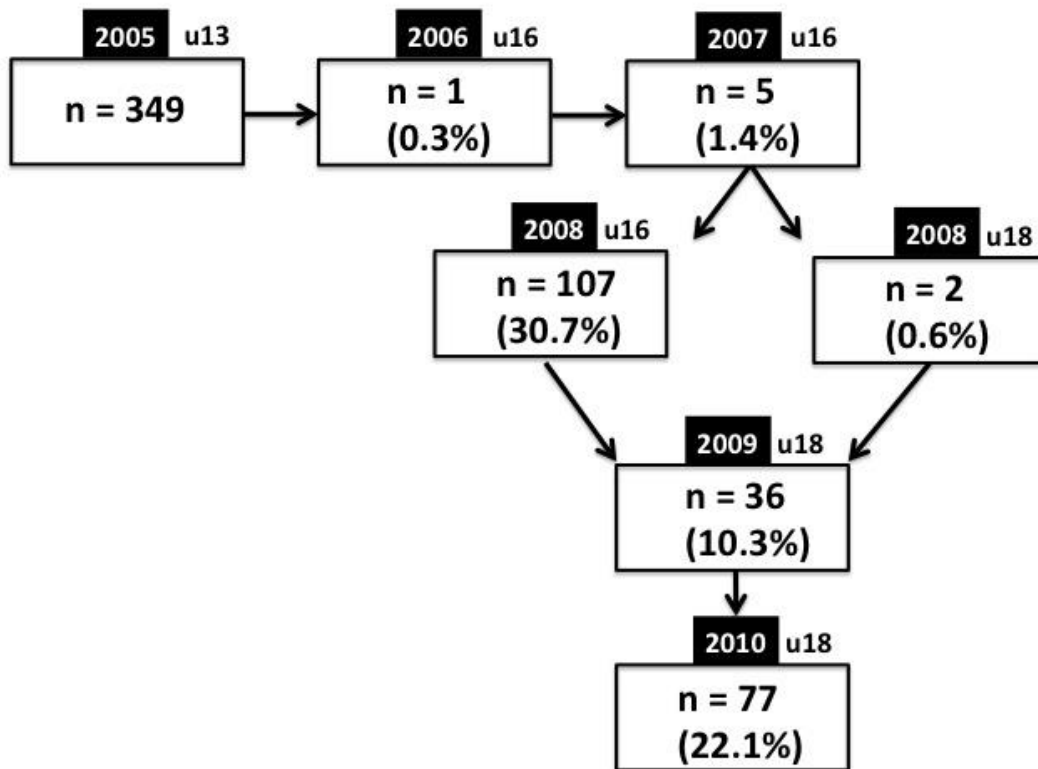 2005 u13
n = 349
2006 u16
n = 1
(0.3%)
2007 u16
n = 5
(1.4%)
2008 u16
n = 107
(30.7%)
2008 u18
n = 2
(0.6%)
2009 u18
n = 36
(10.3%)
2010 u18
n = 77
(22.1%)